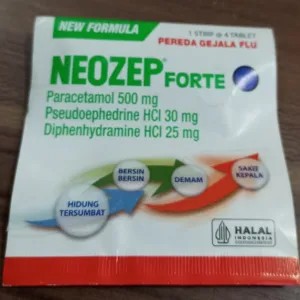 NEW FORMULA
1 STRIP @ 4 TABLET
PEREDA GEJALA FLU
NEOZEP® FORTE
Paracetamol 500 mg
Pseudoephedrine HCl 30 mg
Diphenhydramine HCl 25 mg
HIDUNG
TERSUMBAT
BERSIN
BERSIN
DEMAM
SAKIT
KEPALA
HALAL
INDONESIA